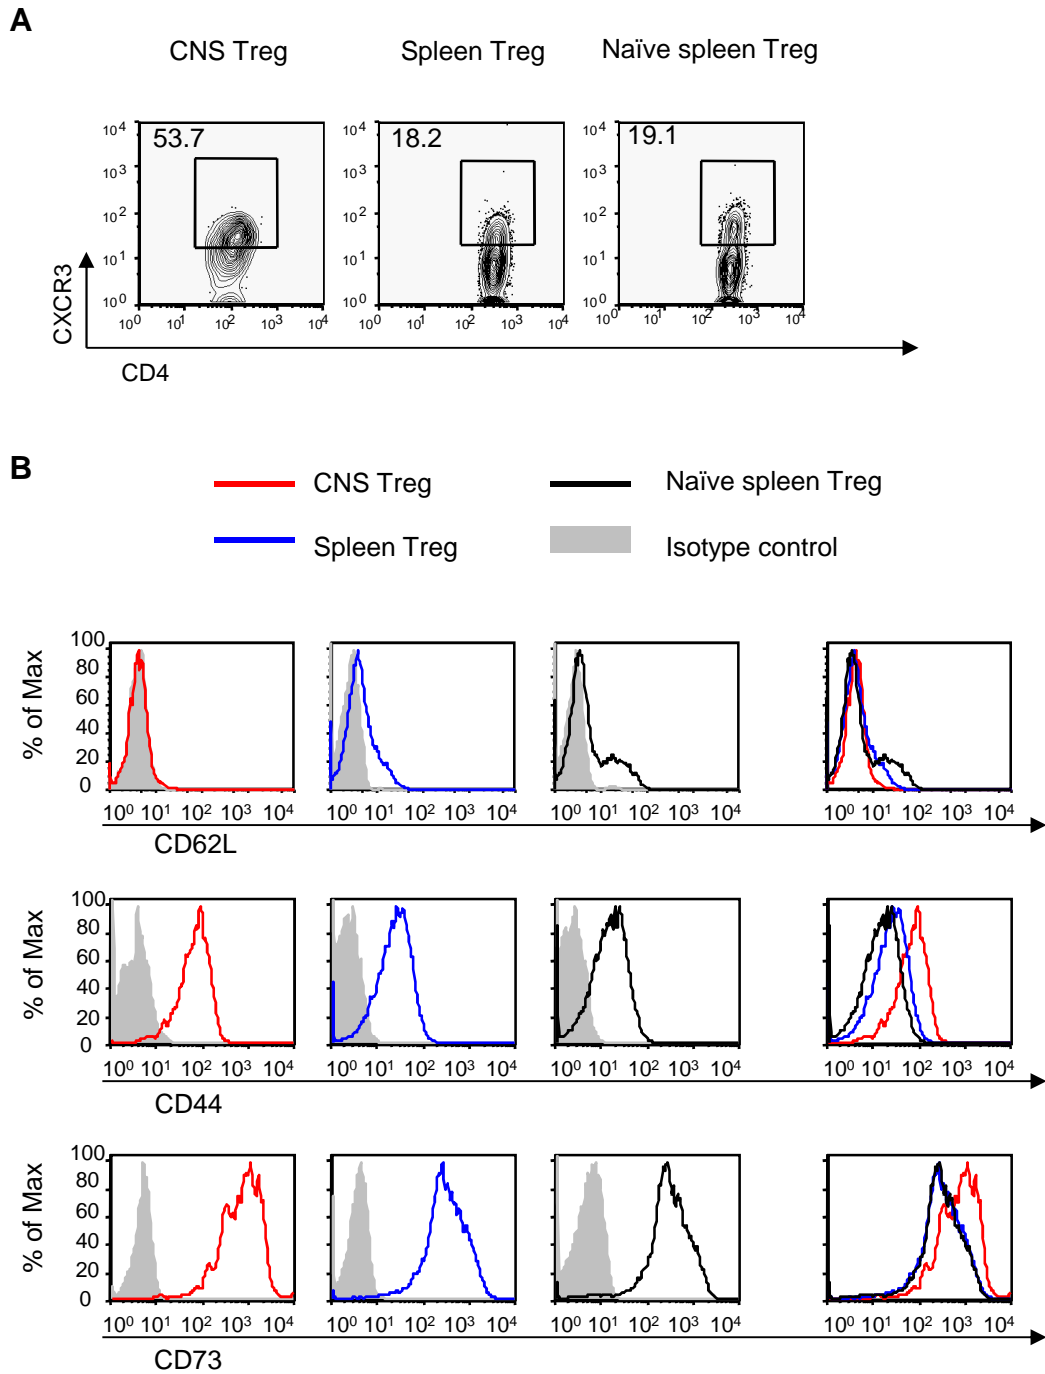 A
CNS Treg Spleen Treg Naïve spleen Treg
53.7 18.2 19.1
10⁴ 10⁴ 10⁴
10³ 10³ 10³
10² 10² 10²
10¹ 10¹ 10¹
10⁰ 10⁰ 10⁰
10⁰ 10¹ 10² 10³ 10⁴ 10⁰ 10¹ 10² 10³ 10⁴ 10⁰ 10¹ 10² 10³ 10⁴
CXCR3
CD4
B
CNS Treg Naïve spleen Treg
Spleen Treg Isotype control
% of Max
100
80
60
40
20
0
10⁰ 10¹ 10² 10³ 10⁴ 10⁰ 10¹ 10² 10³ 10⁴ 10⁰ 10¹ 10² 10³ 10⁴ 10⁰ 10¹ 10² 10³ 10⁴
CD62L
% of Max
100
80
60
40
20
0
10⁰ 10¹ 10² 10³ 10⁴ 10⁰ 10¹ 10² 10³ 10⁴ 10⁰ 10¹ 10² 10³ 10⁴ 10⁰ 10¹ 10² 10³ 10⁴
CD44
% of Max
100
80
60
40
20
0
10⁰ 10¹ 10² 10³ 10⁴ 10⁰ 10¹ 10² 10³ 10⁴ 10⁰ 10¹ 10² 10³ 10⁴ 10⁰ 10¹ 10² 10³ 10⁴
CD73